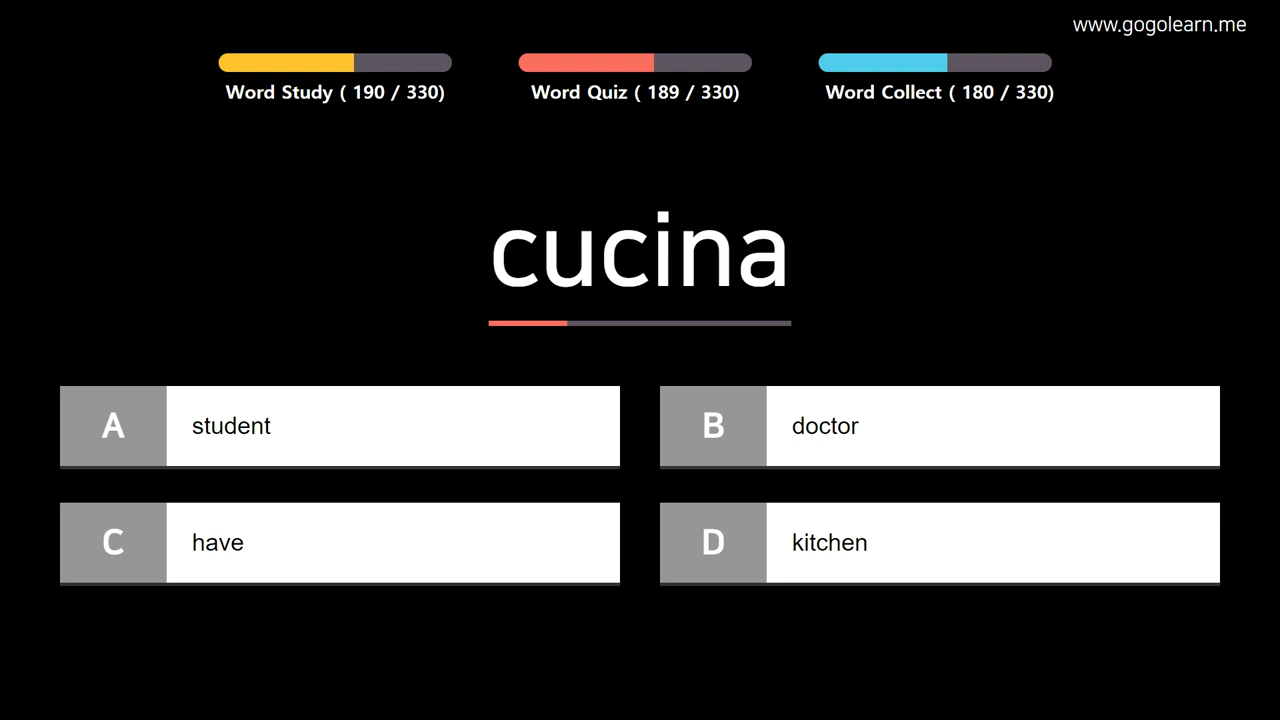 www.gogolearn.me
Word Study ( 190 / 330)
Word Quiz ( 189 / 330)
Word Collect ( 180 / 330)
cucina
A student
B doctor
C have
D kitchen